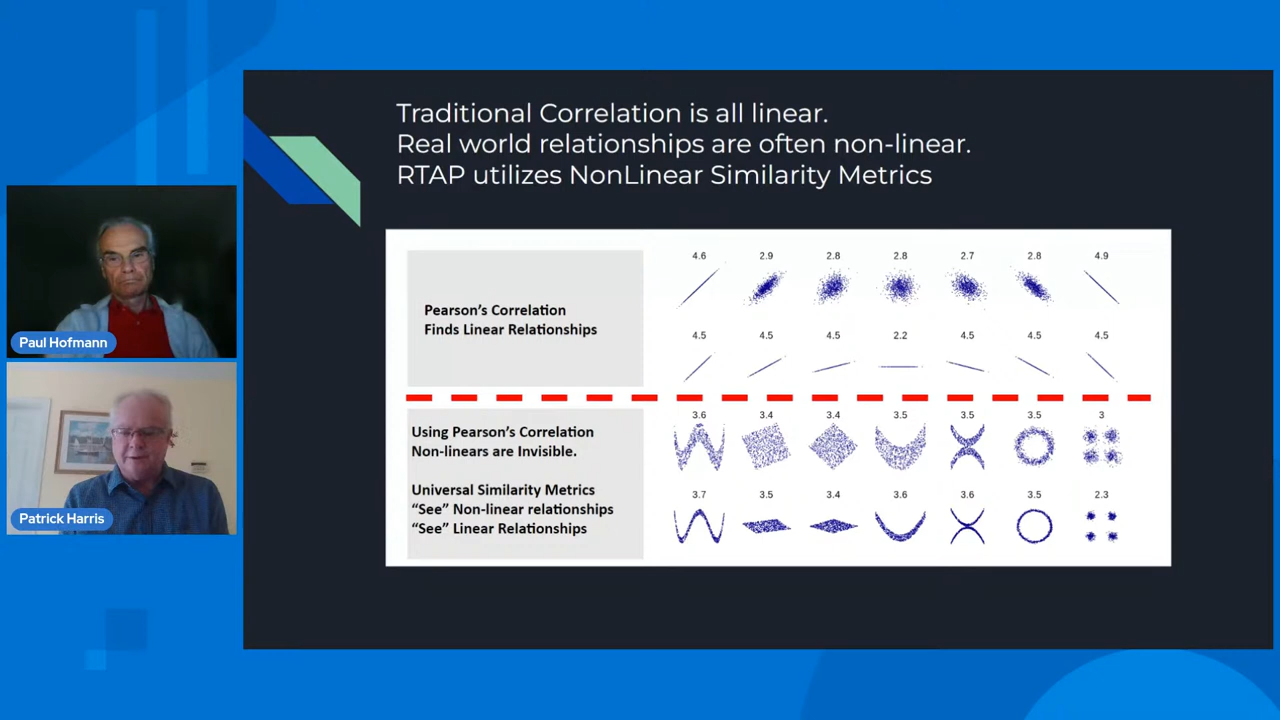 Traditional Correlation is all linear.
Real world relationships are often non-linear.
RTAP utilizes NonLinear Similarity Metrics
Pearson's Correlation
Finds Linear Relationships
4.6 2.9 2.8 2.8 2.7 2.8 4.9
4.5 4.5 4.5 2.2 4.5 4.5 4.5
Using Pearson's Correlation
Non-linears are Invisible.
Universal Similarity Metrics
"See" Non-linear relationships
"See" Linear Relationships
3.6 3.4 3.4 3.5 3.5 3.5 3
3.7 3.5 3.4 3.6 3.6 3.5 2.3
Paul Hofmann
Patrick Harris